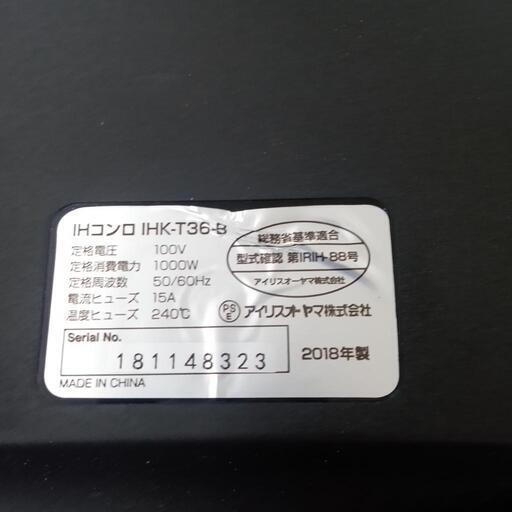 IHコンロ IHK-T36-B
定格電圧 100V
定格消費電力 1000W
定格周波数 50/60Hz
電流ヒューズ 15A
温度ヒューズ 240℃
総務省基準適合
型式確認 第IRIH-88号
アイリスオーヤマ株式会社
PSE アイリスオーヤマ株式会社
Serial No.
181148323
2018年製
MADE IN CHINA